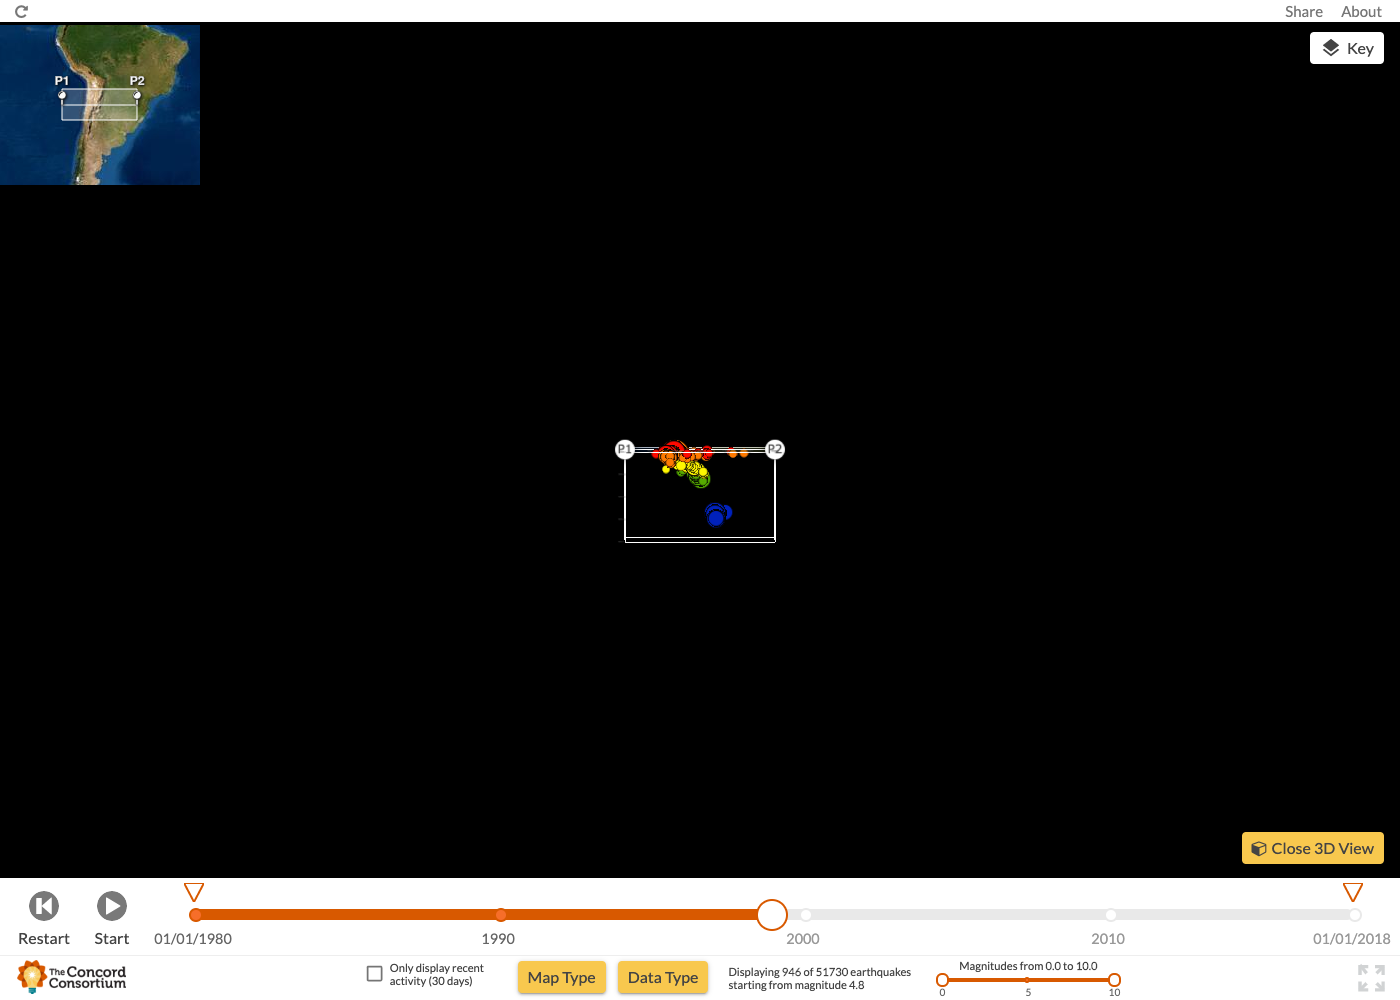 Share About
P1 P2
Key
P1 P2
Close 3D View
Restart Start 01/01/1980 1990 2000 2010 01/01/2018
The Concord
Consortium
Only display recent
activity (30 days)
Map Type
Data Type
Displaying 946 of 51730 earthquakes
starting from magnitude 4.8
Magnitudes from 0.0 to 10.0
0 5 10